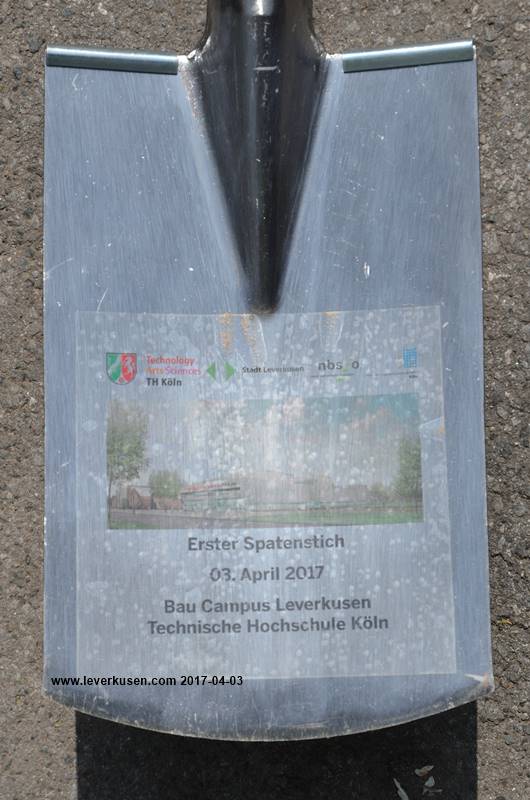 Technology
Arts Sciences
TH Köln
Stadt Leverkusen
nbs:o
Erster Spatenstich
03. April 2017
Bau Campus Leverkusen
Technische Hochschule Köln
www.leverkusen.com 2017-04-03